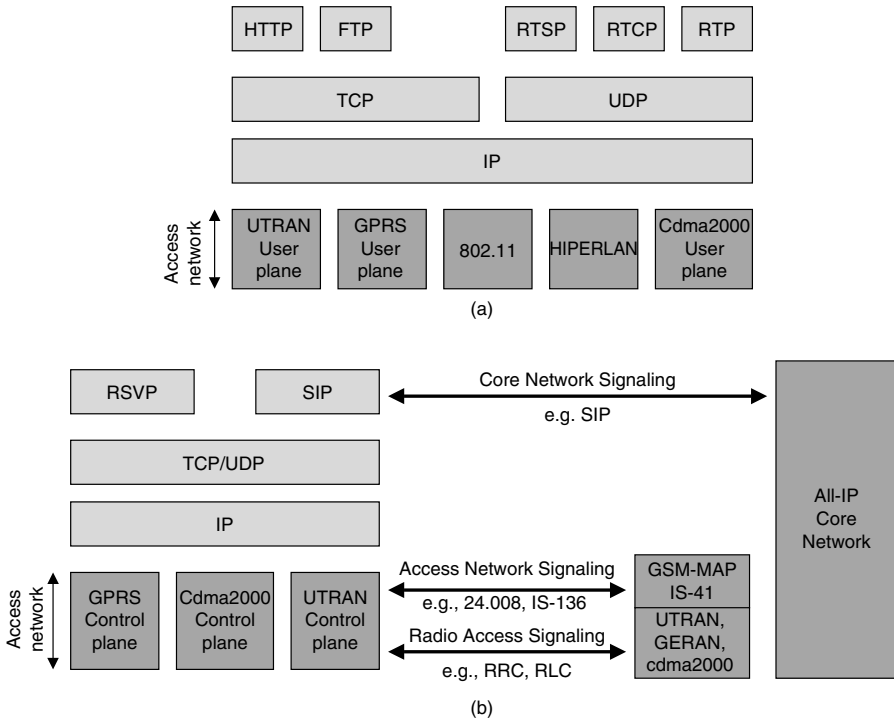 HTTP
FTP
RTSP
RTCP
RTP
TCP
UDP
IP
Access
network
UTRAN
User
plane
GPRS
User
plane
802.11
HIPERLAN
Cdma2000
User
plane
(a)
RSVP
SIP
Core Network Signaling
e.g. SIP
TCP/UDP
IP
All-IP
Core
Network
Access
network
GPRS
Control
plane
Cdma2000
Control
plane
UTRAN
Control
plane
Access Network Signaling
e.g., 24.008, IS-136
Radio Access Signaling
e.g., RRC, RLC
GSM-MAP
IS-41
UTRAN,
GERAN,
cdma2000
(b)